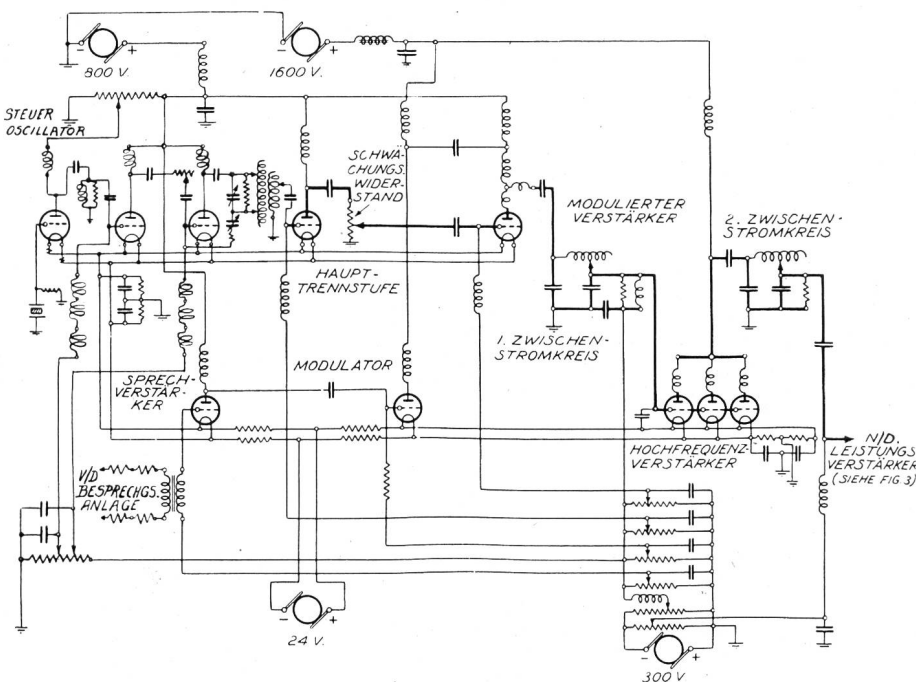 - +
800 V.
- +
1600 V.
STEUER
OSCILLATOR
SCHWÄ-
CHUNGS.
WIDER-
STAND
MODULIERTER
VERSTÄRKER
2. ZWISCHEN-
STROMKREIS
HAUPT-
TRENNSTUFE
1. ZWISCHEN-
STROMKREIS
SPRECH-
VERSTÄR-
KER
MODULATOR
HOCHFREQUENZ-
VERSTÄRKER
N/D.
LEISTUNGS
VERSTÄRKER
(SIEHE FIG 3)
V/D
BESPRECHGS.
ANLAGE
- +
24 V.
- +
300 V